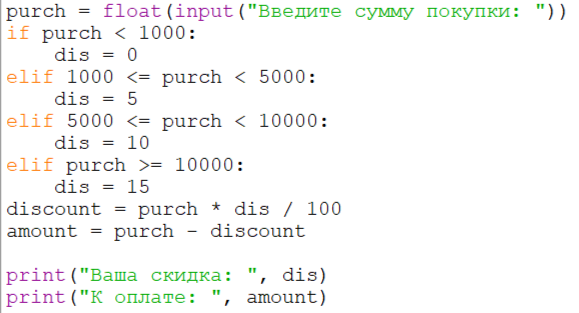 purch = float(input("Введите сумму покупки: "))
if purch < 1000:
    dis = 0
elif 1000 <= purch < 5000:
    dis = 5
elif 5000 <= purch < 10000:
    dis = 10
elif purch >= 10000:
    dis = 15
discount = purch * dis / 100
amount = purch - discount

print("Ваша скидка: ", dis)
print("К оплате: ", amount)